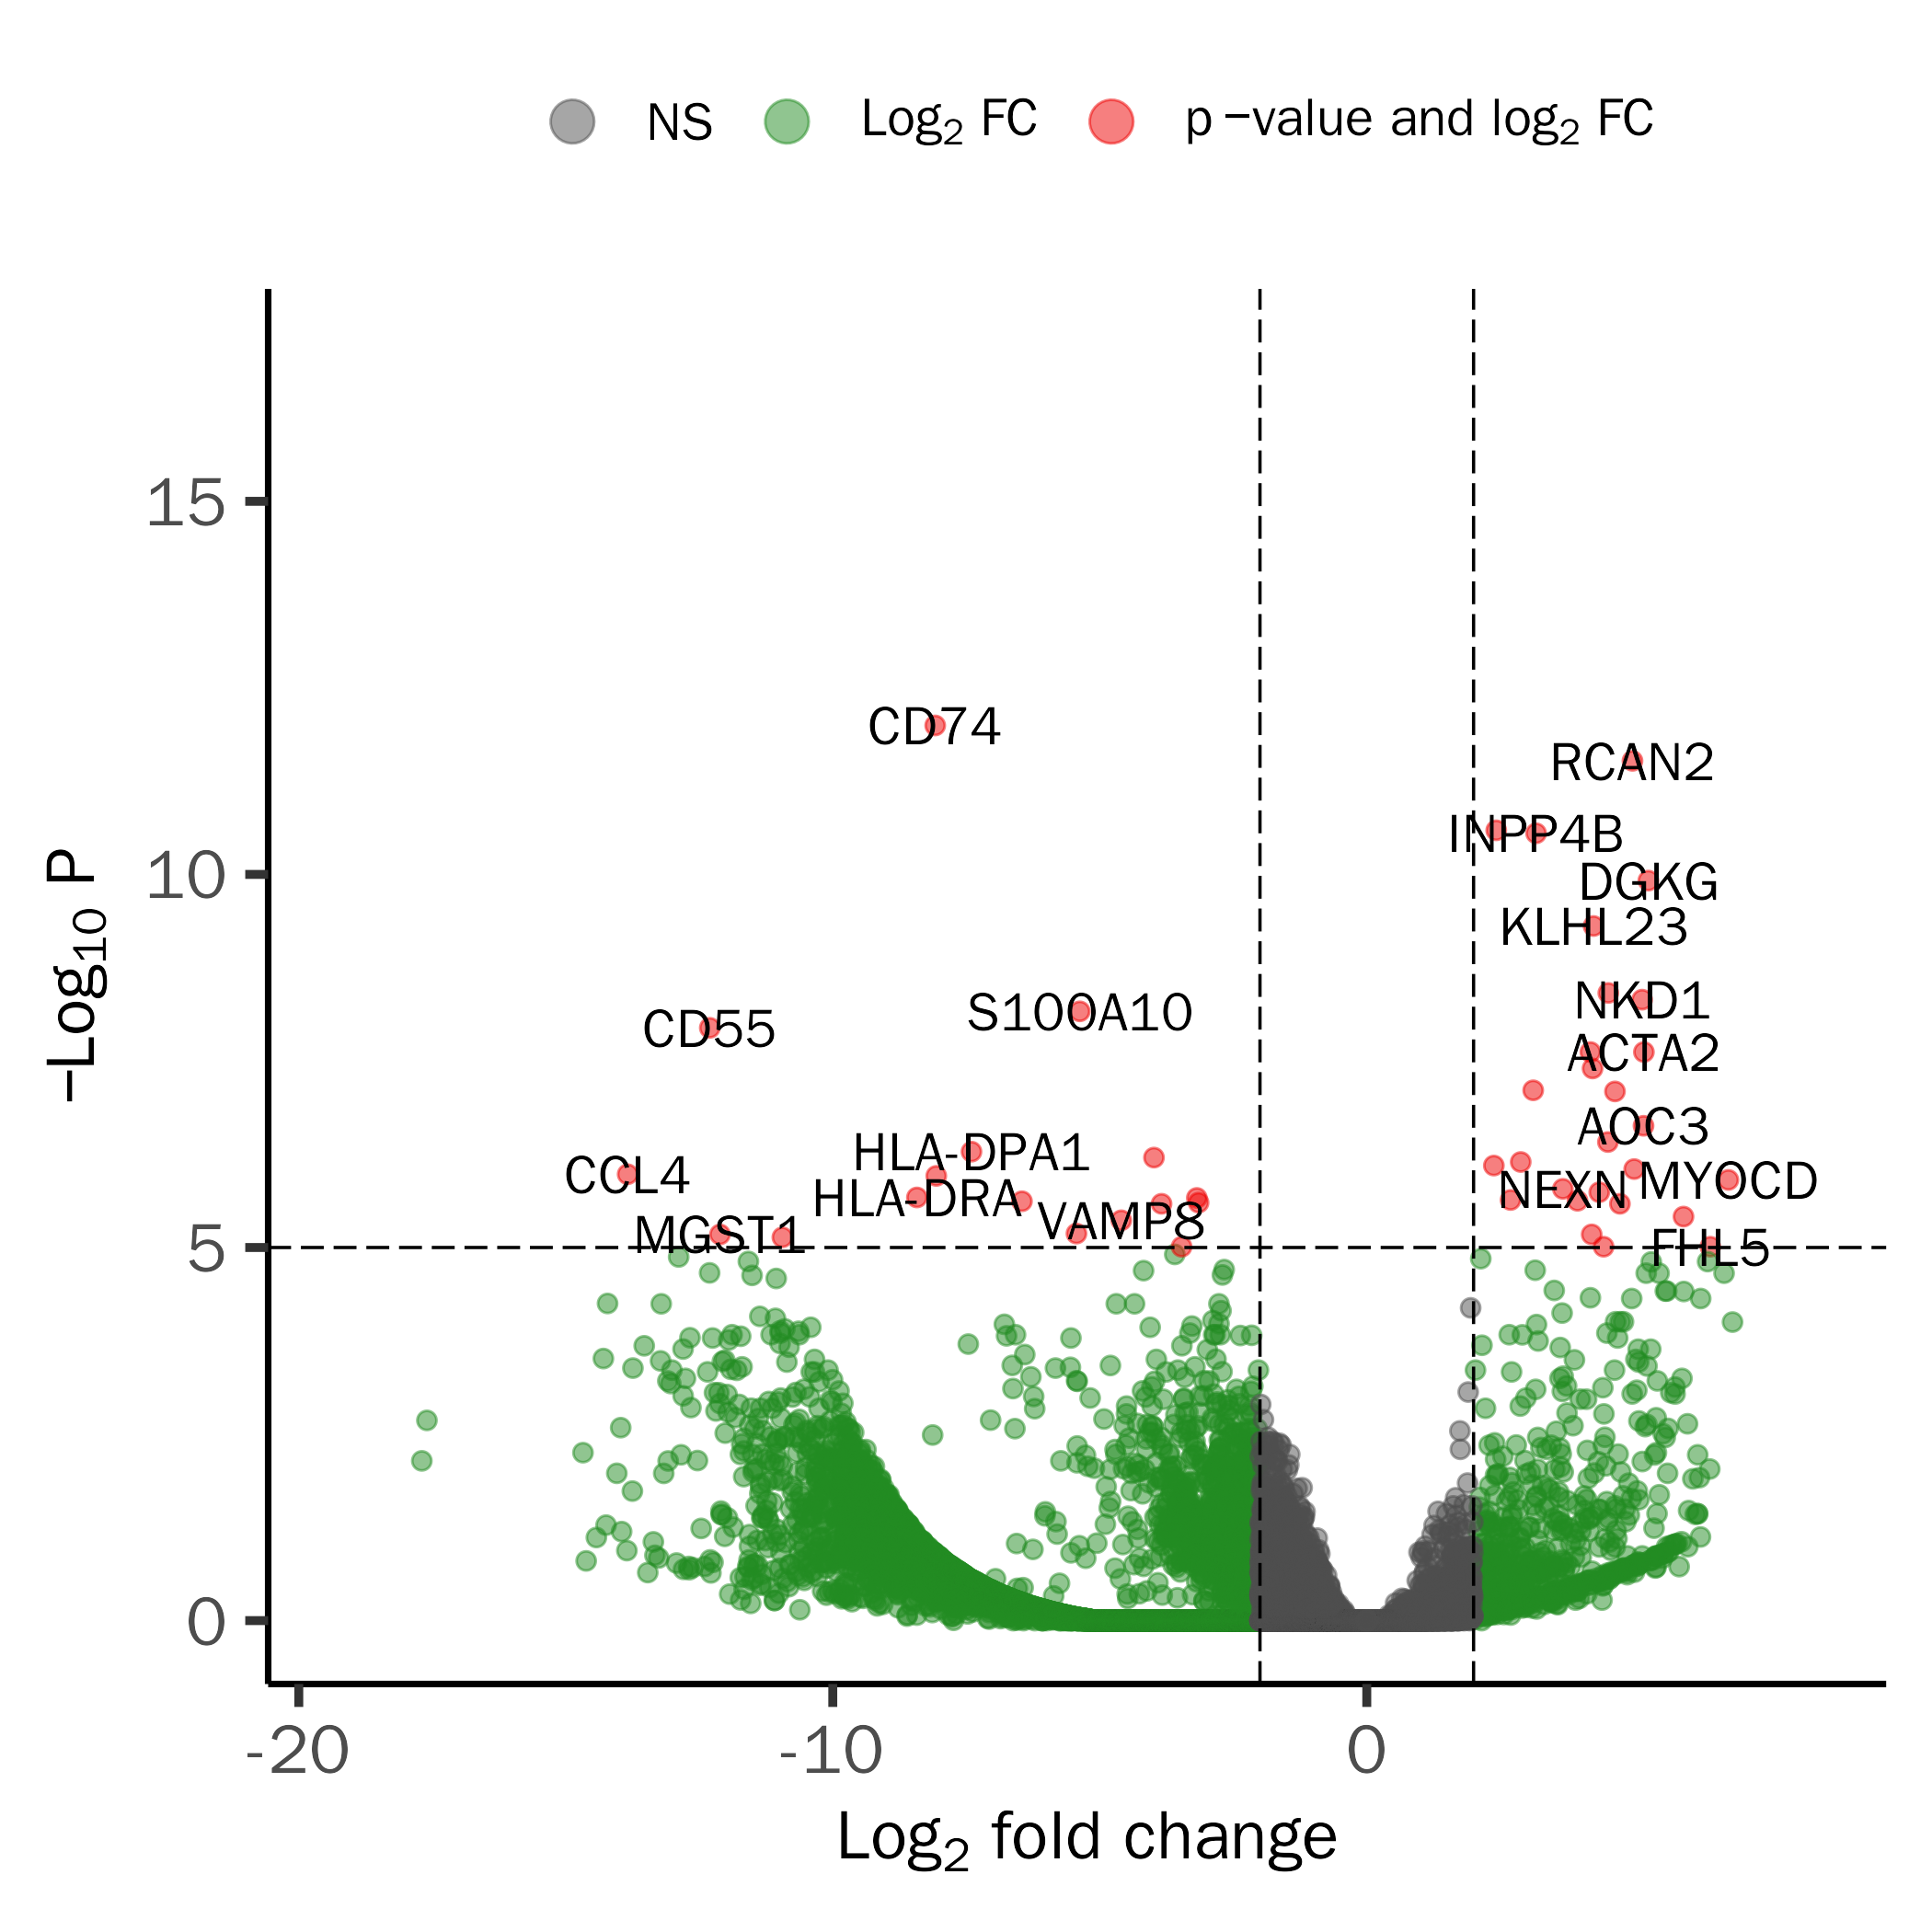 NS Log2 FC p −value and log2 FC
−Log10 P
15
10
5
0
CD74
RCAN2
INPP4B
DGKG
KLHL23
NKD1
S100A10
CD55
ACTA2
AOC3
HLA-DPA1
CCL4
MYOCD
NEXN
HLA-DRA
VAMP8
MGST1
FHL5
-20 -10 0
Log2 fold change